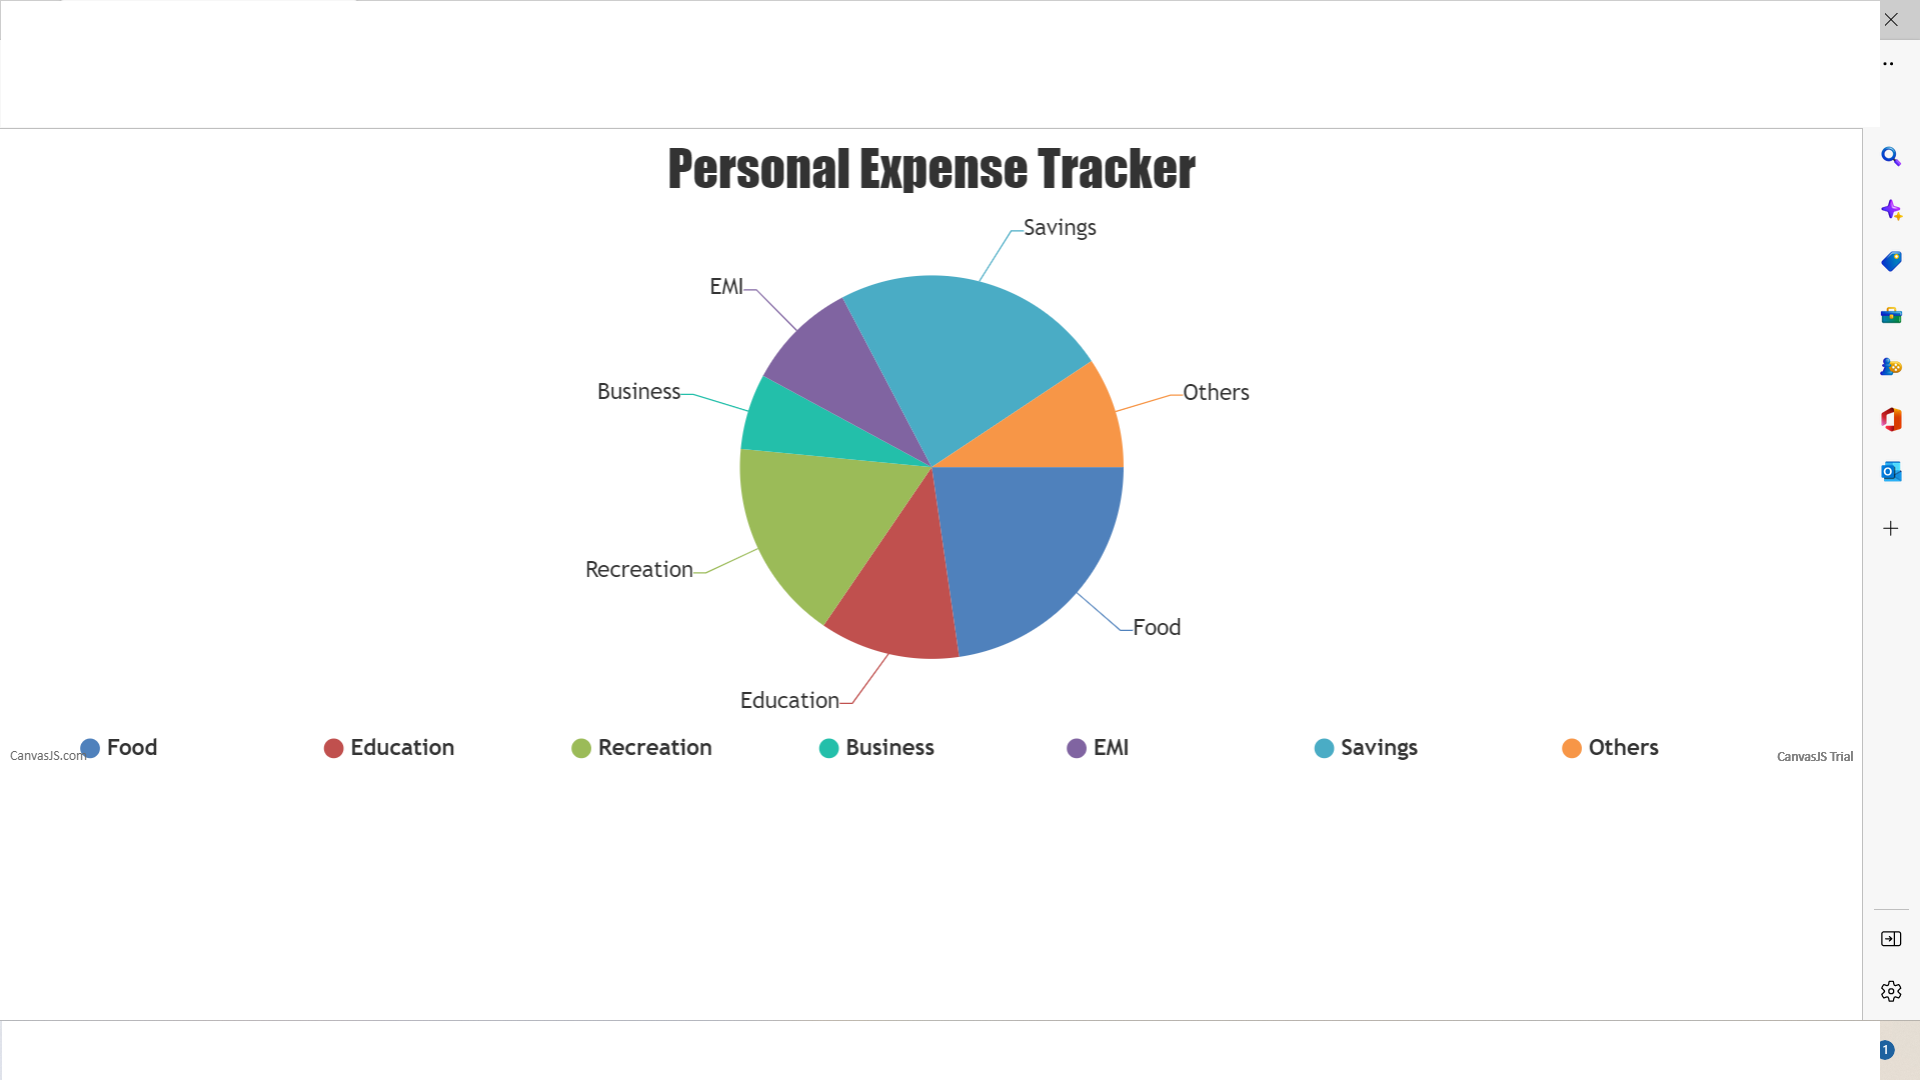 Personal Expense Tracker
Savings
EMI
Business
Others
Recreation
Food
Education
Food Education Recreation Business EMI Savings Others
CanvasJS.com
CanvasJS Trial
1